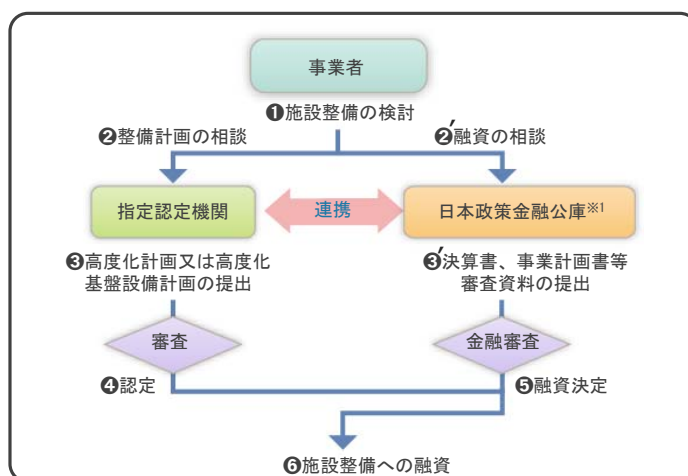 事業者
❶施設整備の検討
❷整備計画の相談
❷′融資の相談
指定認定機関
連携
日本政策金融公庫※1
❸高度化計画又は高度化
基盤設備計画の提出
❸′決算書、事業計画書等
審査資料の提出
審査
金融審査
❹認定
❺融資決定
❻施設整備への融資